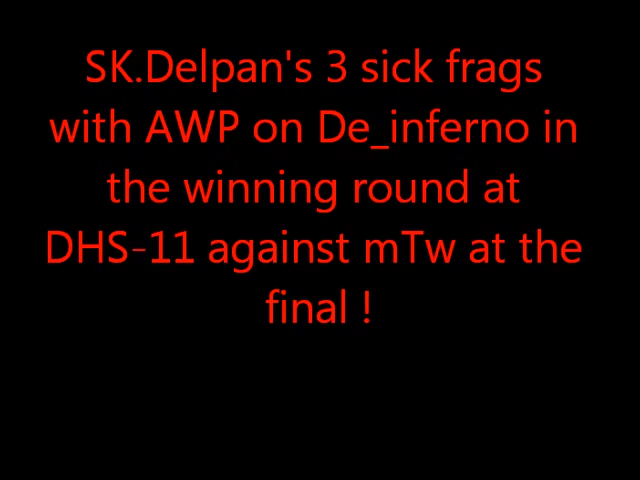 SK.Delpan's 3 sick frags
with AWP on De_inferno in
the winning round at
DHS-11 against mTw at the
final !